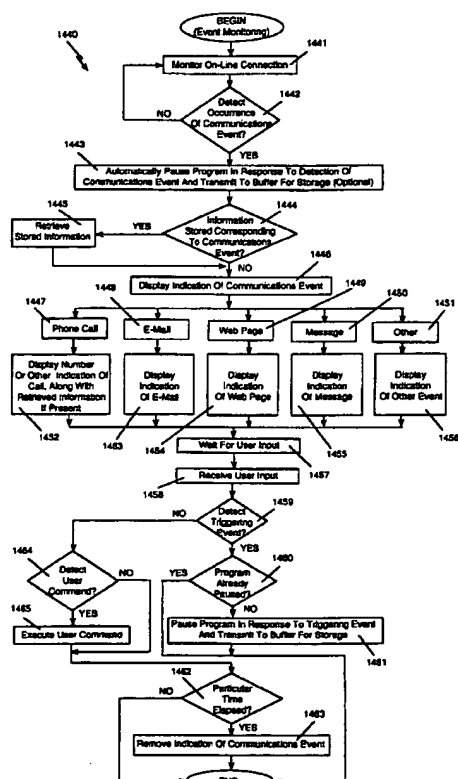 1440
BEGIN
(Event Monitoring)
1441
Monitor On-Line Connection
1442
Detect
Occurrence
Of Communications
Event?
NO
YES
1443
Automatically Pause Program In Response To Detection Of
Communications Event And Transmit To Buffer For Storage (Optional)
1445
Retrieve
Stored Information
YES
1444
Information
Stored Corresponding
To Communications
Event?
NO
1446
Display Indication Of Communications Event
1447
Phone Call
1448
E-Mail
1449
Web Page
1450
Message
1451
Other
Display Number
Or Other Indication Of
Call, Along With
Retrieved Information
If Present
Display
Indication
Of E-Mail
Display
Indication
Of Web Page
Display
Indication
Of Message
Display
Indication
Of Other Event
1452
1453
1454
1455
1456
Wait For User Input
1457
Receive User Input
1458
1459
Detect
Triggering
Event?
NO
YES
1464
Detect
User
Command?
NO
YES
1460
Program
Already
Paused?
YES
NO
1465
Execute User Command
Pause Program In Response To Triggering Event
And Transmit To Buffer For Storage
1461
1462
Particular
Time
Elapsed?
NO
YES
1463
Remove Indication Of Communications Event